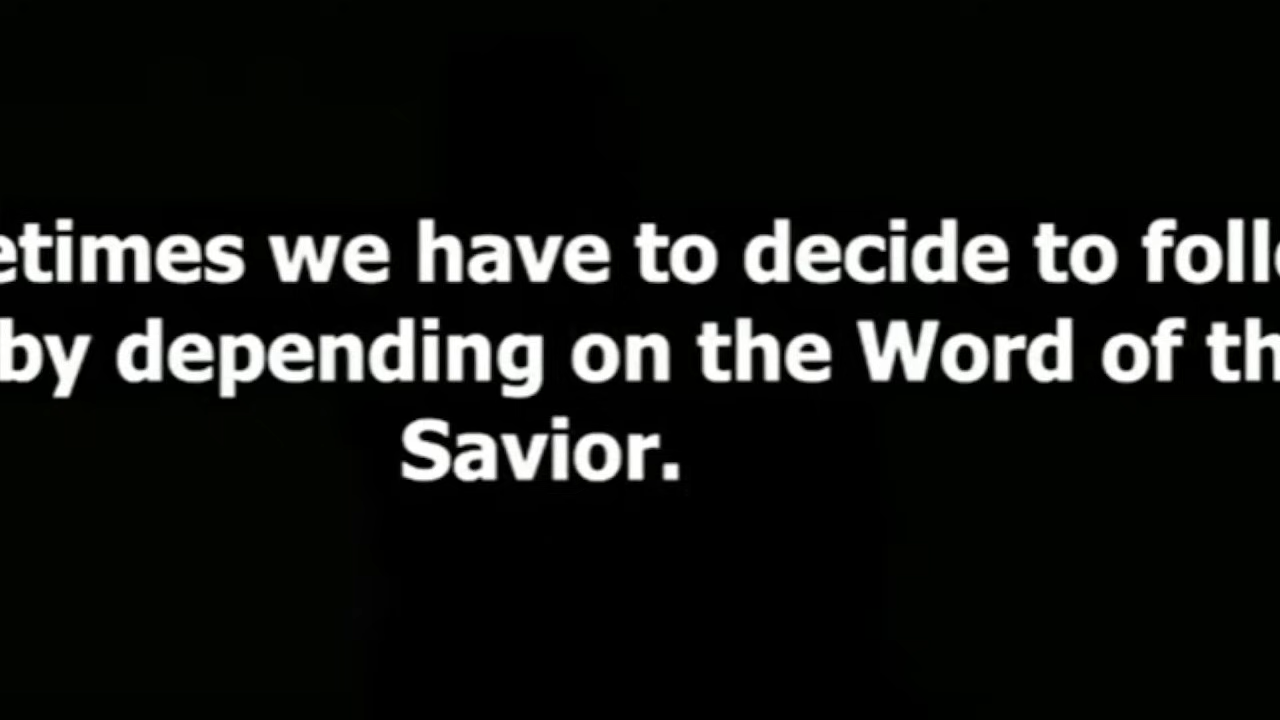 etimes we have to decide to foll
by depending on the Word of th
Savior.